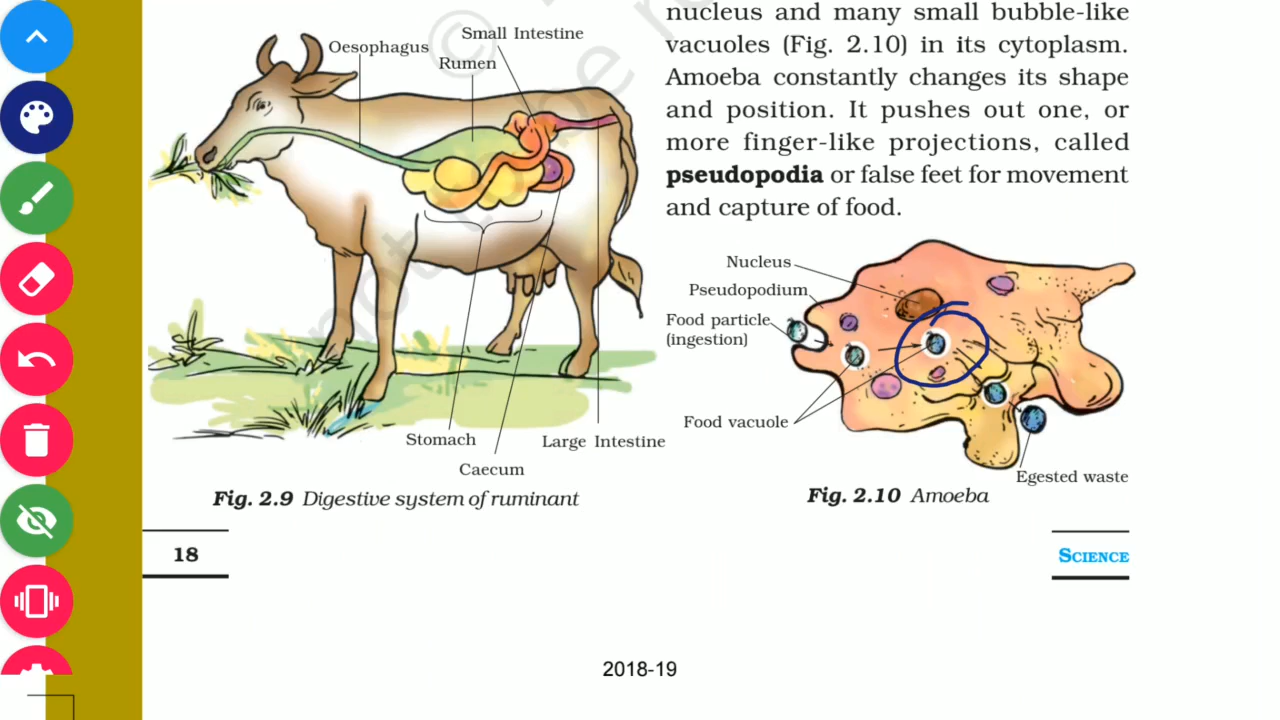 nucleus and many small bubble-like
vacuoles (Fig. 2.10) in its cytoplasm.
Amoeba constantly changes its shape
and position. It pushes out one, or
more finger-like projections, called
pseudopodia or false feet for movement
and capture of food.
Oesophagus
Small Intestine
Rumen
Stomach
Large Intestine
Caecum
Fig. 2.9 Digestive system of ruminant
Nucleus
Pseudopodium
Food particle
(ingestion)
Food vacuole
Egested waste
Fig. 2.10 Amoeba
18
SCIENCE
2018-19